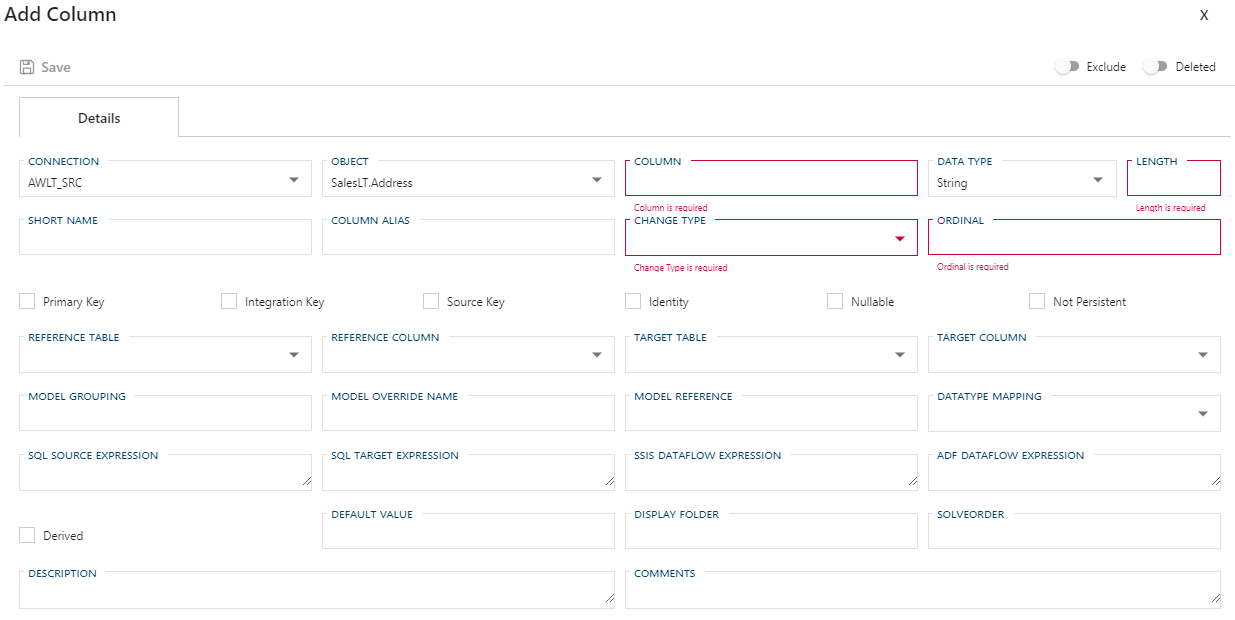 Add Column
X
Save
Exclude
Deleted
Details
CONNECTION
OBJECT
COLUMN
DATA TYPE
LENGTH
AWLT_SRC
SalesLT.Address
String
Column is required
Length is required
SHORT NAME
COLUMN ALIAS
CHANGE TYPE
ORDINAL
Change Type is required
Ordinal is required
Primary Key
Integration Key
Source Key
Identity
Nullable
Not Persistent
REFERENCE TABLE
REFERENCE COLUMN
TARGET TABLE
TARGET COLUMN
MODEL GROUPING
MODEL OVERRIDE NAME
MODEL REFERENCE
DATATYPE MAPPING
SQL SOURCE EXPRESSION
SQL TARGET EXPRESSION
SSIS DATAFLOW EXPRESSION
ADF DATAFLOW EXPRESSION
Derived
DEFAULT VALUE
DISPLAY FOLDER
SOLVEORDER
DESCRIPTION
COMMENTS